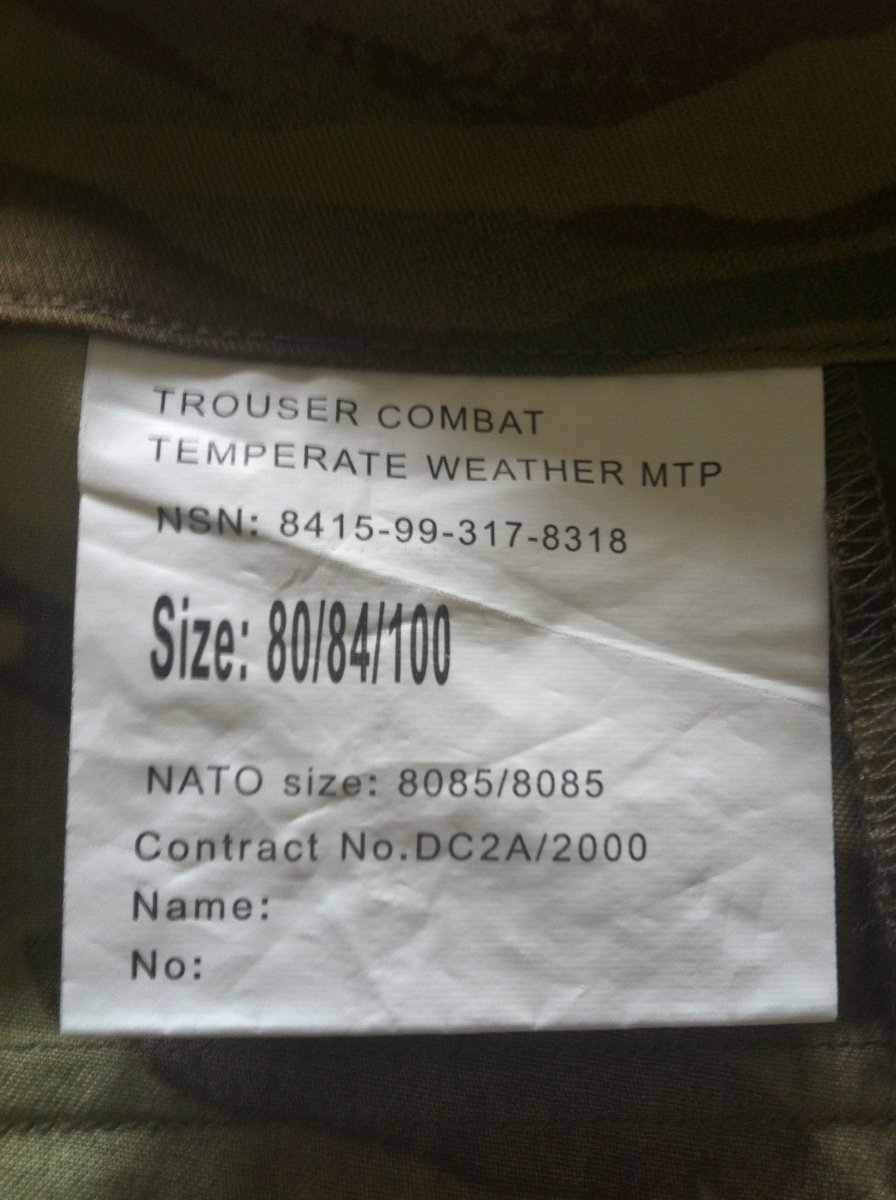 TROUSER COMBAT
TEMPERATE WEATHER MTP
NSN: 8415-99-317-8318
Size: 80/84/100
NATO size: 8085/8085
Contract No.DC2A/2000
Name:
No: